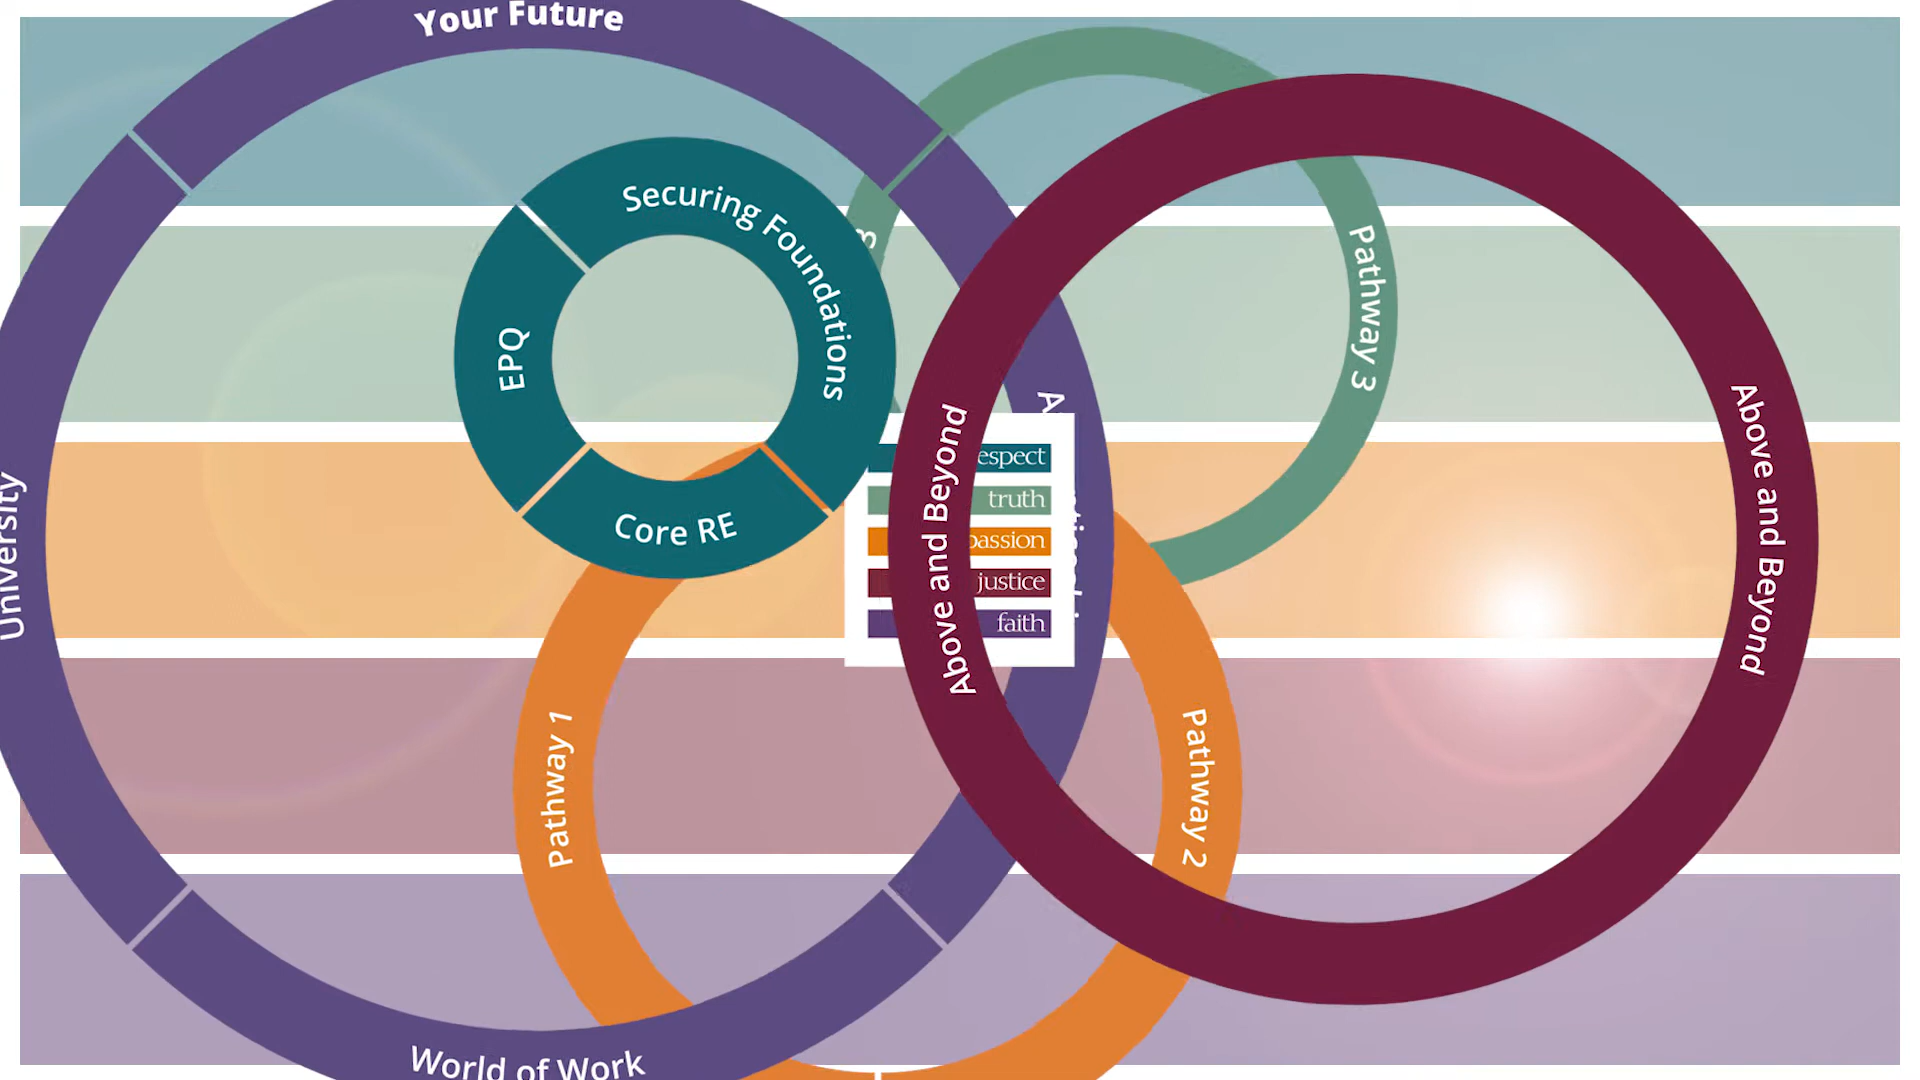 Your Future
Securing Foundations
EPQ
Core RE
Pathway 3
Above and Beyond
Above and Beyond
truth
justice
faith
University
Pathway 1
Pathway 2
World of Work